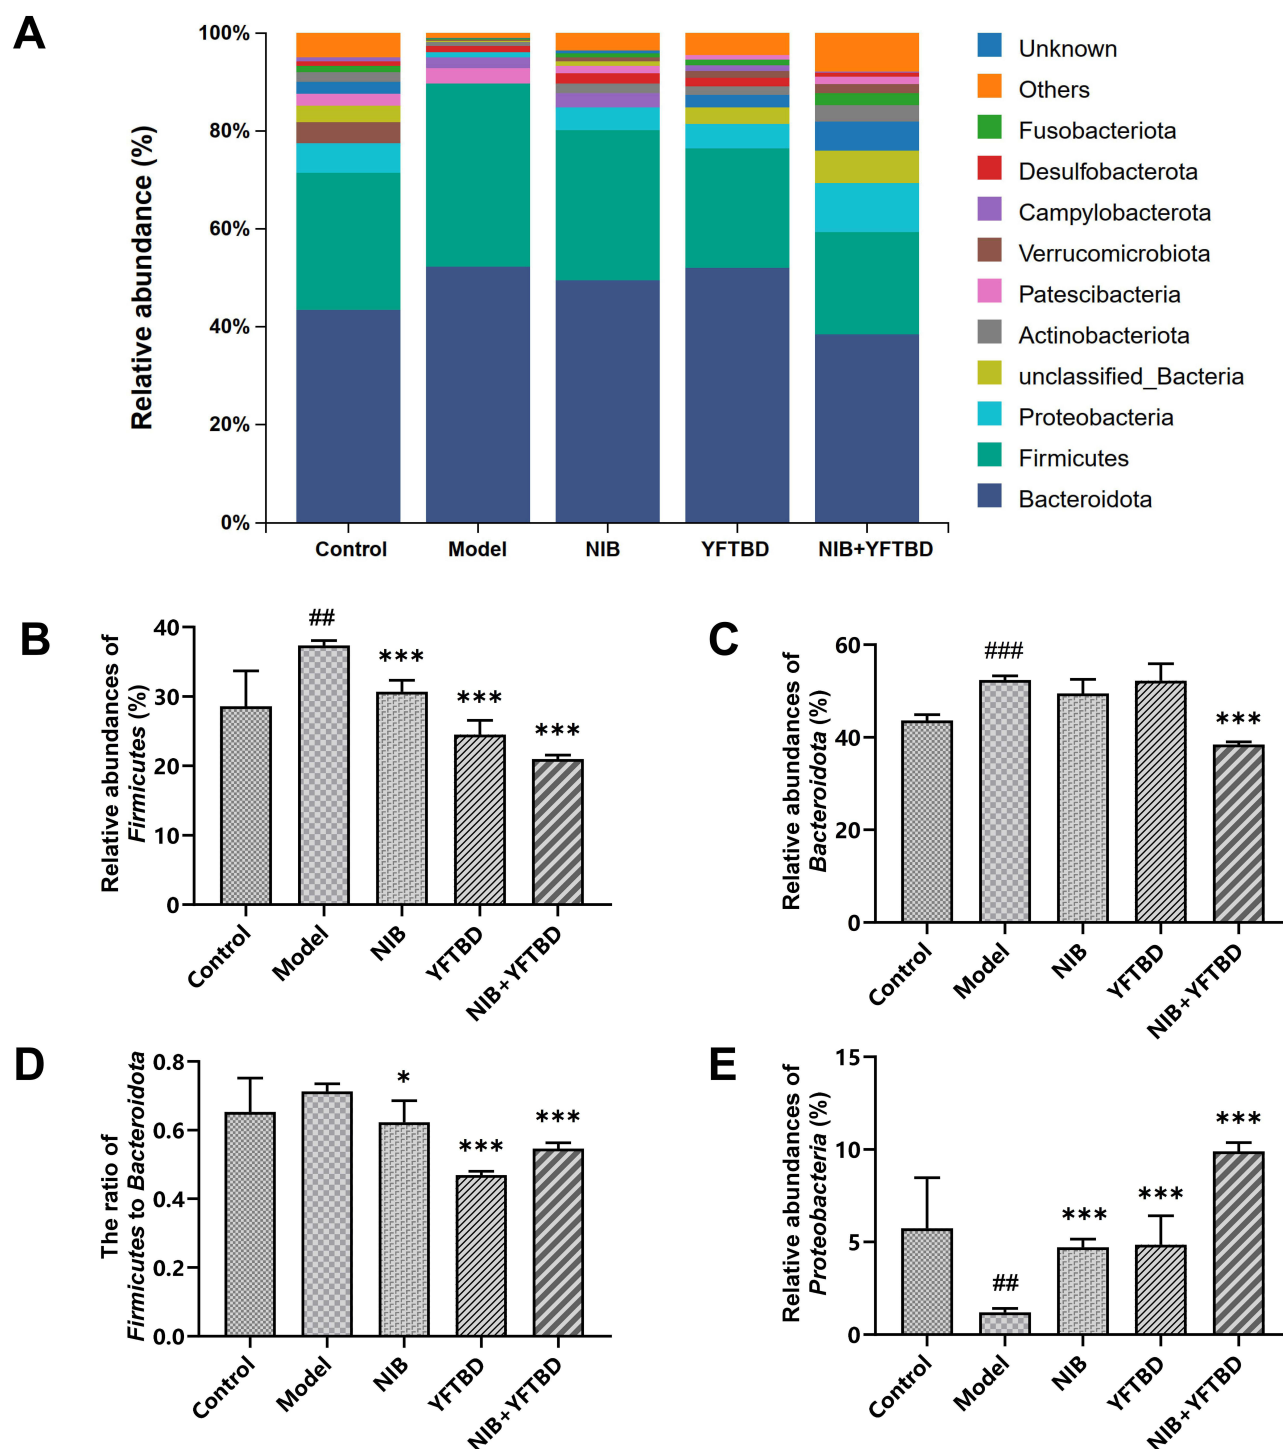 A
Relative abundance (%)
100%
80%
60%
40%
20%
0%
Control
Model
NIB
YFTBD
NIB+YFTBD
Unknown
Others
Fusobacteriota
Desulfobacterota
Campylobacterota
Verrucomicrobiota
Patescibacteria
Actinobacteriota
unclassified_Bacteria
Proteobacteria
Firmicutes
Bacteroidota
B
Relative abundances of
Firmicutes (%)
40
30
20
10
0
##
***
***
***
Control
Model
NIB
YFTBD
NIB+YFTBD
C
Relative abundances of
Bacteroidota (%)
60
40
20
0
###
***
Control
Model
NIB
YFTBD
NIB+YFTBD
D
The ratio of
Firmicutes to Bacteroidota
0.8
0.6
0.4
0.2
0.0
*
***
***
Control
Model
NIB
YFTBD
NIB+YFTBD
E
Relative abundances of
Proteobacteria (%)
15
10
5
0
##
***
***
***
Control
Model
NIB
YFTBD
NIB+YFTBD